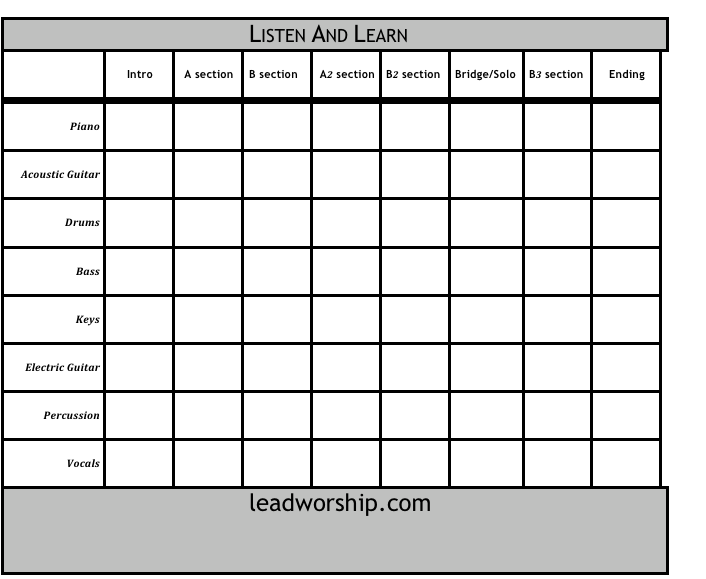 Listen And Learn
Intro A section B section A2 section B2 section Bridge/Solo B3 section Ending
Piano
Acoustic Guitar
Drums
Bass
Keys
Electric Guitar
Percussion
Vocals
leadworship.com